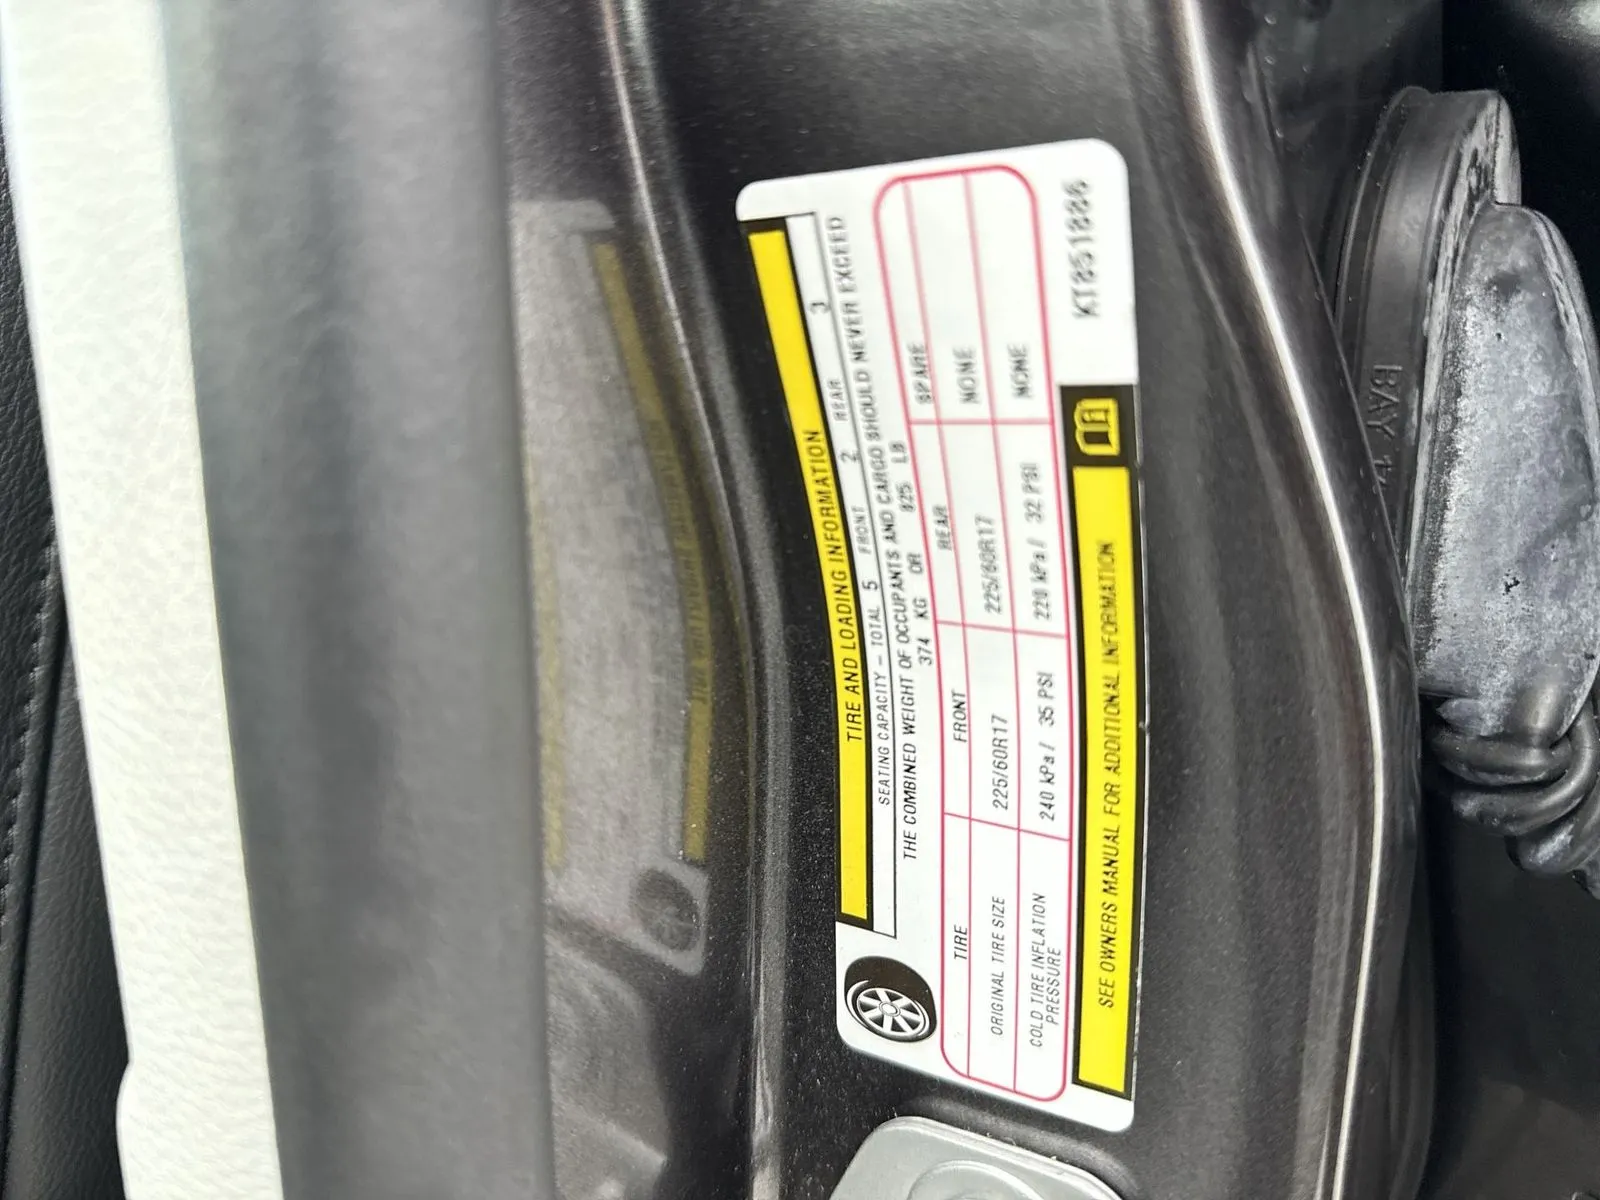 TIRE AND LOADING INFORMATION
SEATING CAPACITY – TOTAL 5 FRONT 2 REAR 3
THE COMBINED WEIGHT OF OCCUPANTS AND CARGO SHOULD NEVER EXCEED
374 KG OR 825 LB
TIRE FRONT REAR SPARE
ORIGINAL TIRE SIZE 225/60R17 225/60R17 NONE
COLD TIRE INFLATION
PRESSURE 240 kPa / 35 PSI 220 kPa / 32 PSI NONE
SEE OWNERS MANUAL FOR ADDITIONAL INFORMATION
KT851886
BAY